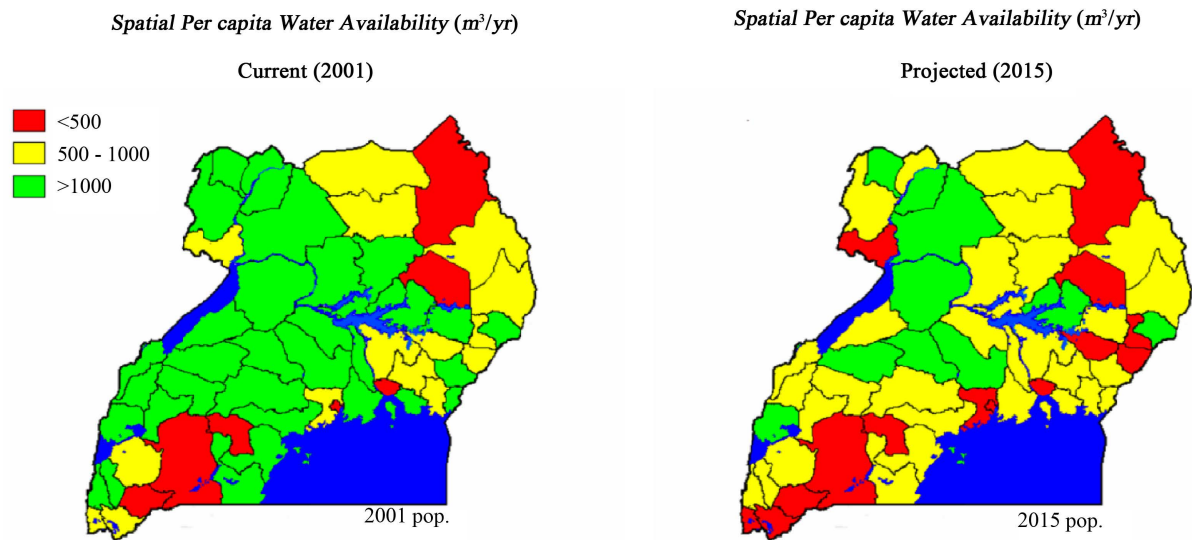 Spatial Per capita Water Availability (m³/yr)
Current (2001)
<500
500 - 1000
>1000
2001 pop.
Spatial Per capita Water Availability (m³/yr)
Projected (2015)
2015 pop.